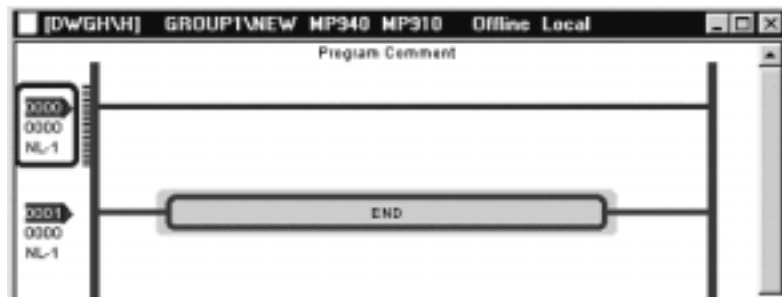 [DWGH\H] GROUP1\NEW MP940 MP910 Offline Local
Program Comment
0000
0000
NL-1
END
0001
0000
NL-1